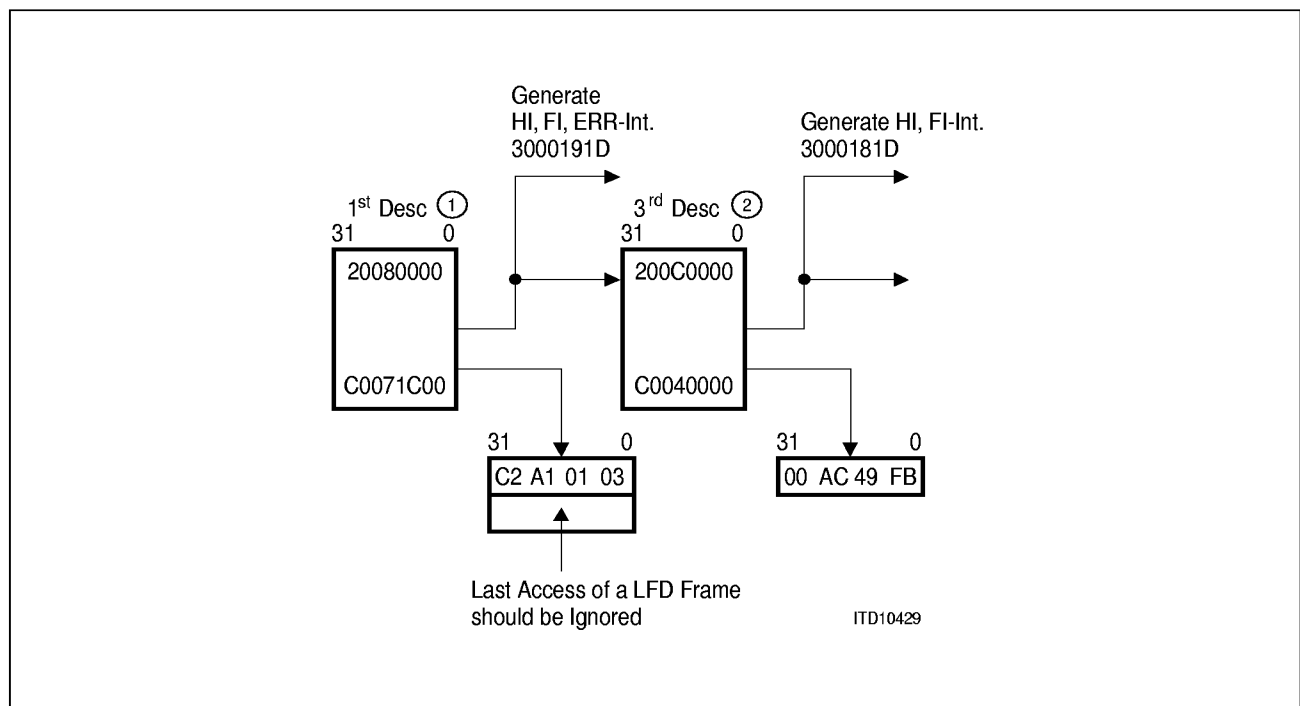 Generate
HI, FI, ERR-Int.
3000191D
Generate HI, FI-Int.
3000181D
1st Desc 1
31 0
20080000
C0071C00
3rd Desc 2
31 0
200C0000
C0040000
31 0
C2 A1 01 03
31 0
00 AC 49 FB
Last Access of a LFD Frame
should be Ignored
ITD10429